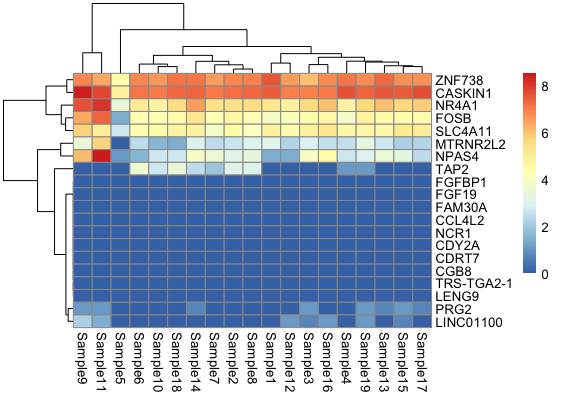 ZNF738
CASKIN1
NR4A1
FOSB
SLC4A11
MTRNR2L2
NPAS4
TAP2
FGFBP1
FGF19
FAM30A
CCL4L2
NCR1
CDY2A
CDRT7
CGB8
TRS-TGA2-1
LENG9
PRG2
LINC01100
8
6
4
2
0
Sample9
Sample11
Sample5
Sample6
Sample10
Sample18
Sample14
Sample7
Sample2
Sample8
Sample1
Sample12
Sample3
Sample16
Sample4
Sample19
Sample13
Sample15
Sample17